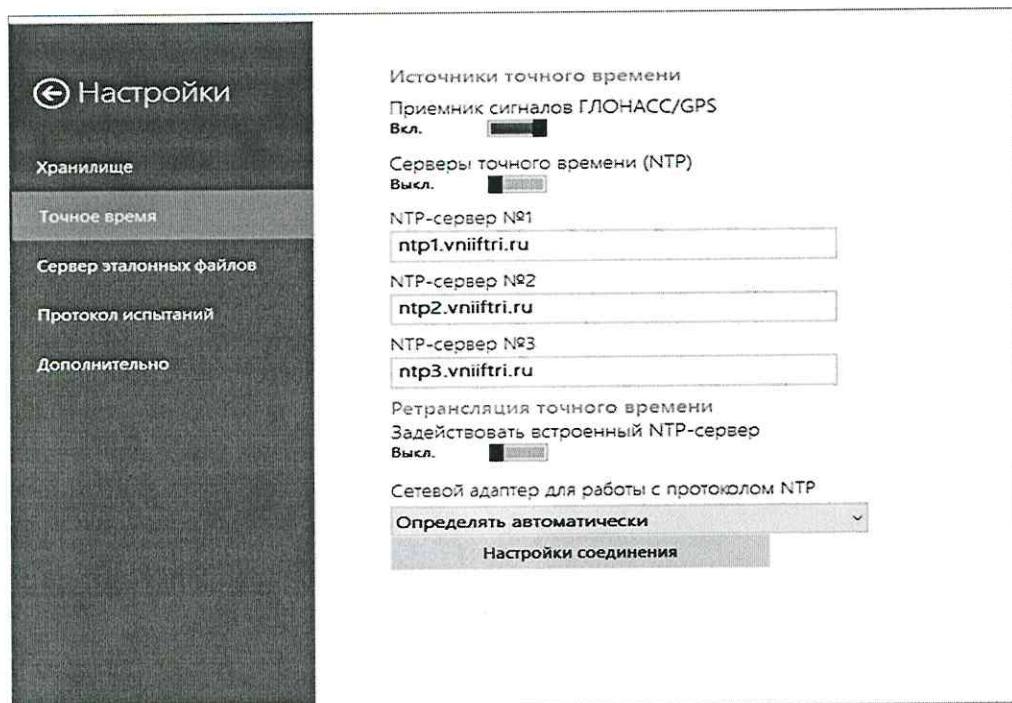 Настройки
Хранилище
Точное время
Сервер эталонных файлов
Протокол испытаний
Дополнительно
Источники точного времени
Приемник сигналов ГЛОНАСС/GPS
Вкл.
Серверы точного времени (NTP)
Выкл.
NTP-сервер №1
ntp1.vniiftri.ru
NTP-сервер №2
ntp2.vniiftri.ru
NTP-сервер №3
ntp3.vniiftri.ru
Ретрансляция точного времени
Задействовать встроенный NTP-сервер
Выкл.
Сетевой адаптер для работы с протоколом NTP
Определять автоматически
Настройки соединения